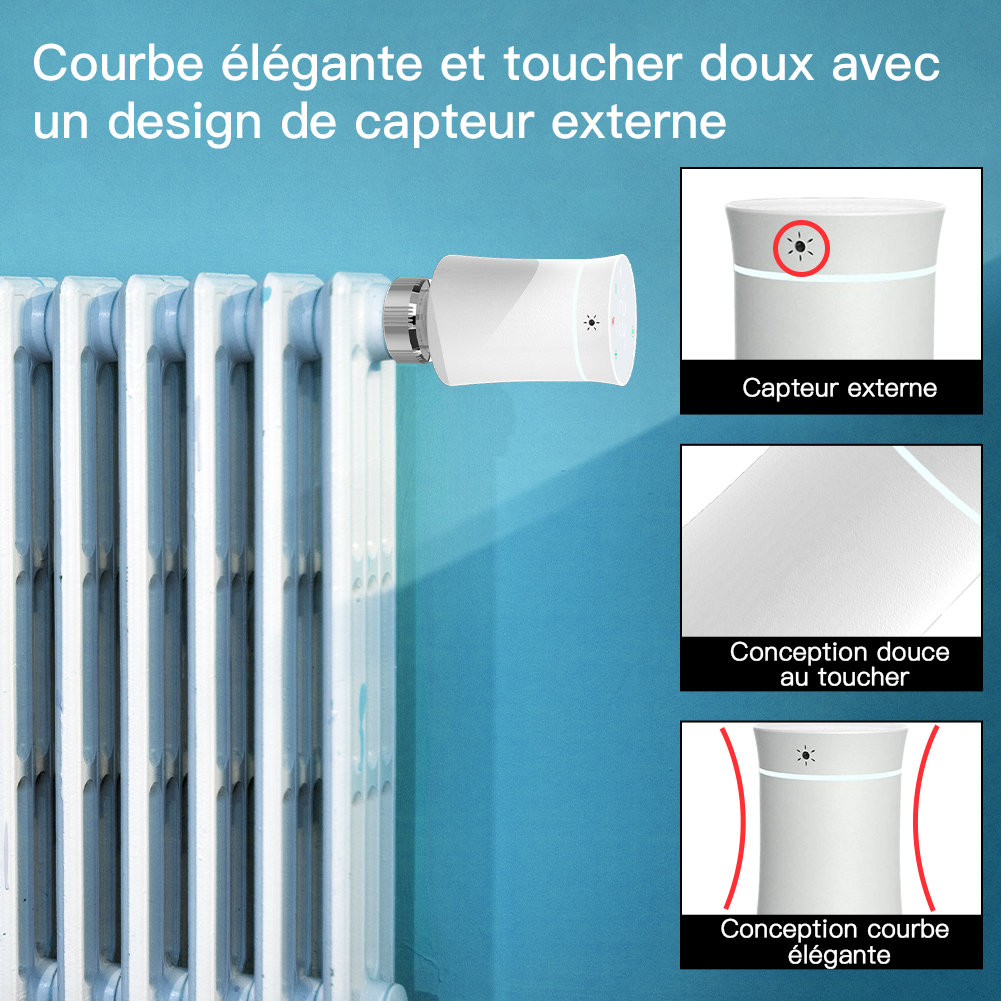 Courbe élégante et toucher doux avec
un design de capteur externe
Capteur externe
Conception douce
au toucher
Conception courbe
élégante